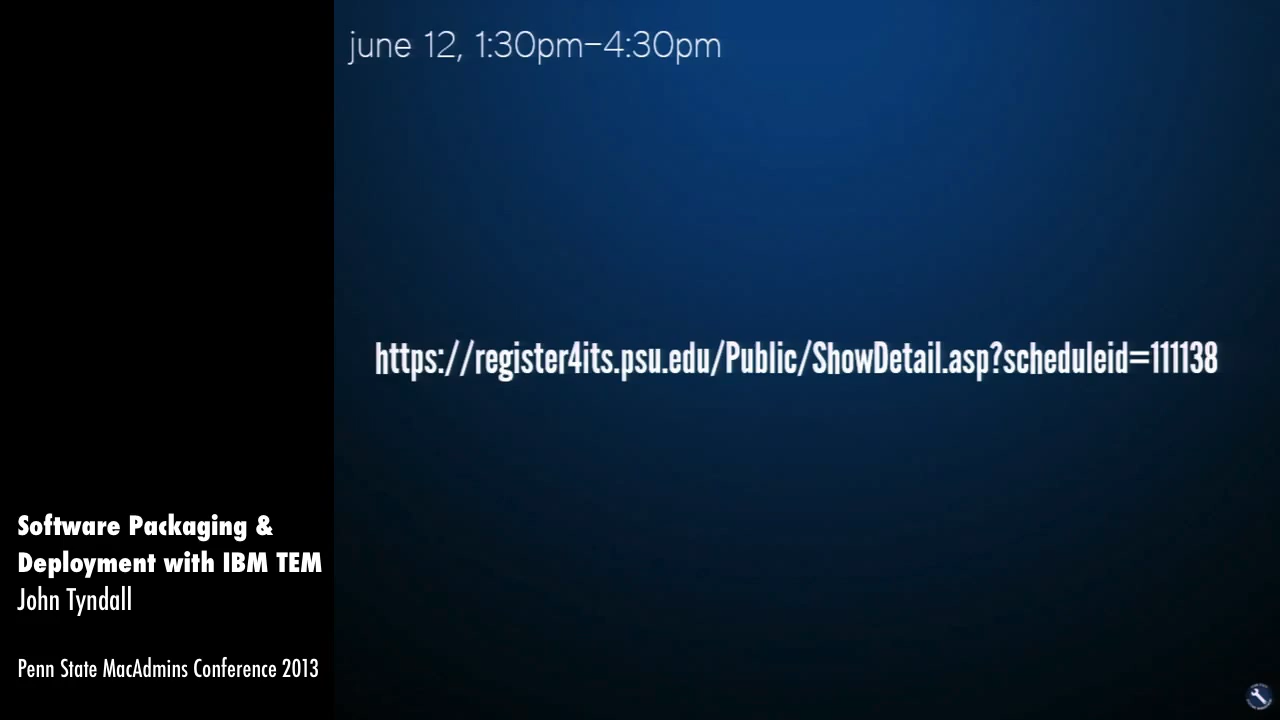 june 12, 1:30pm–4:30pm
https://register4its.psu.edu/Public/ShowDetail.asp?scheduleid=111138
Software Packaging &
Deployment with IBM TEM
John Tyndall
Penn State MacAdmins Conference 2013